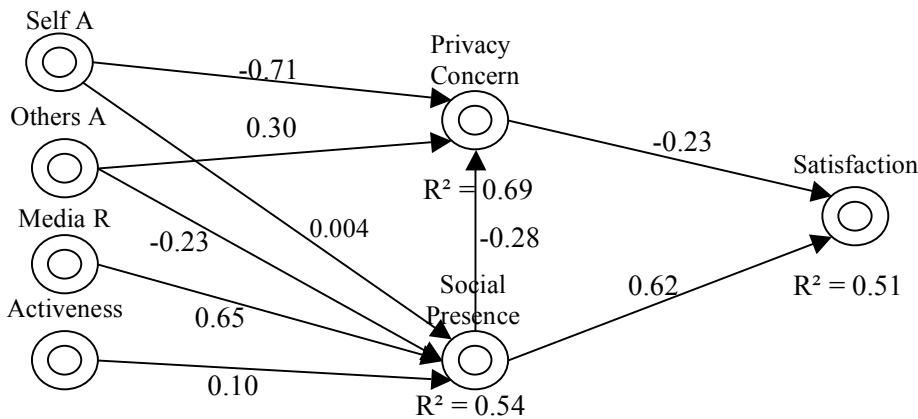 Self A
Privacy
Concern
-0.71
Others A
0.30
-0.23
Satisfaction
R² = 0.69
Media R
0.004
-0.23
-0.28
Social
Presence
R² = 0.51
0.62
Activeness
0.65
0.10
R² = 0.54